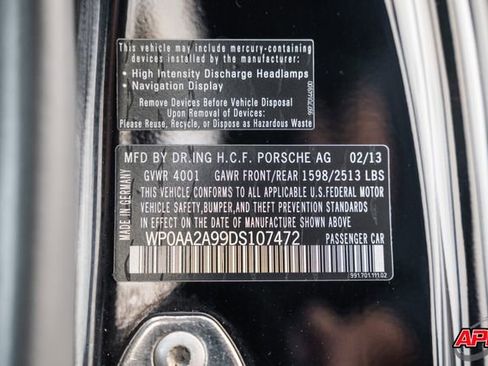 This vehicle may include mercury-containing
devices installed by the manufacturer:
• High Intensity Discharge Headlamps
• Navigation Display
Remove Devices Before Vehicle Disposal
Upon Removal of Devices:
Please Reuse, Recycle, or Dispose as Hazardous Waste
MFD BY DR.ING H.C.F. PORSCHE AG 02/13
GVWR 4001 GAWR FRONT/REAR 1598/2513 LBS
THIS VEHICLE CONFORMS TO ALL APPLICABLE U.S.FEDERAL MOTOR
VEHICLE SAFETY,BUMPER,AND THEFT PREVENTION STANDARDS
IN EFFECT ON THE DATE OF MANUFACTURE SHOWN ABOVE
WP0AA2A99DS107472 PASSENGER CAR
991.701.111.02
MADE IN GERMANY